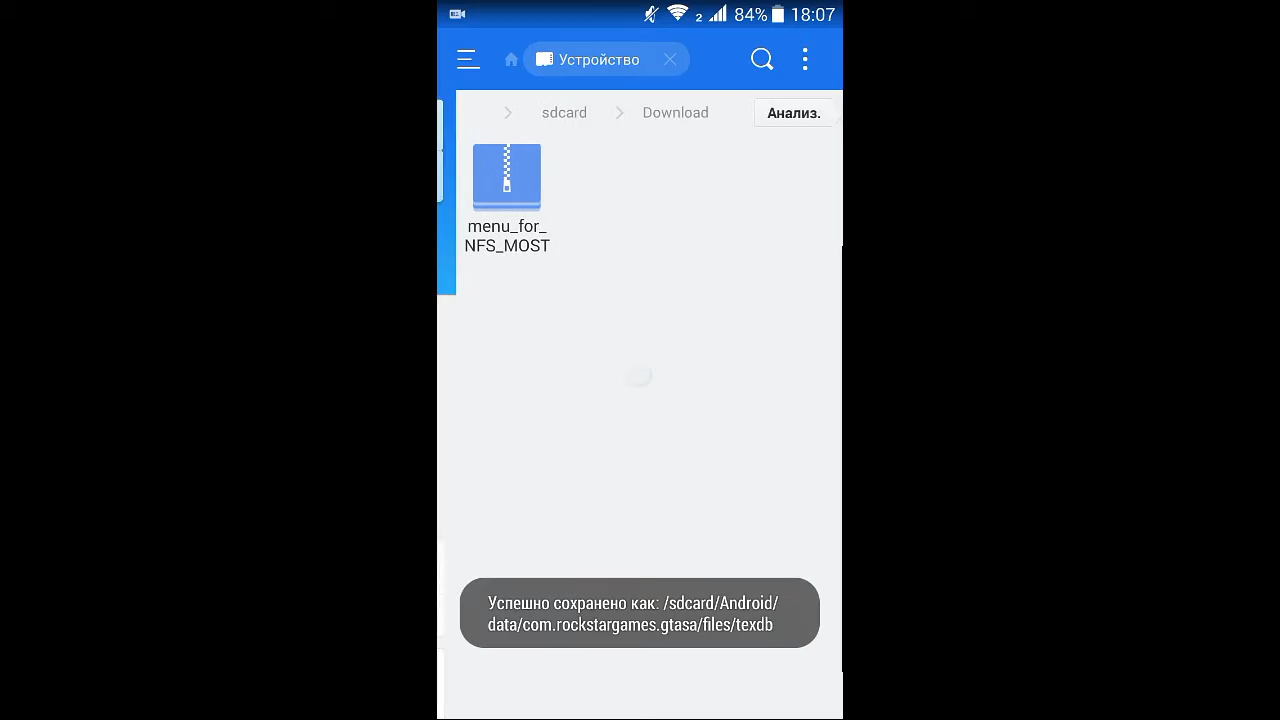 2 84% 18:07
Устройство
sdcard Download Анализ.
menu_for_
NFS_MOST
Успешно сохранено как: /sdcard/Android/
data/com.rockstargames.gtasa/files/texdb